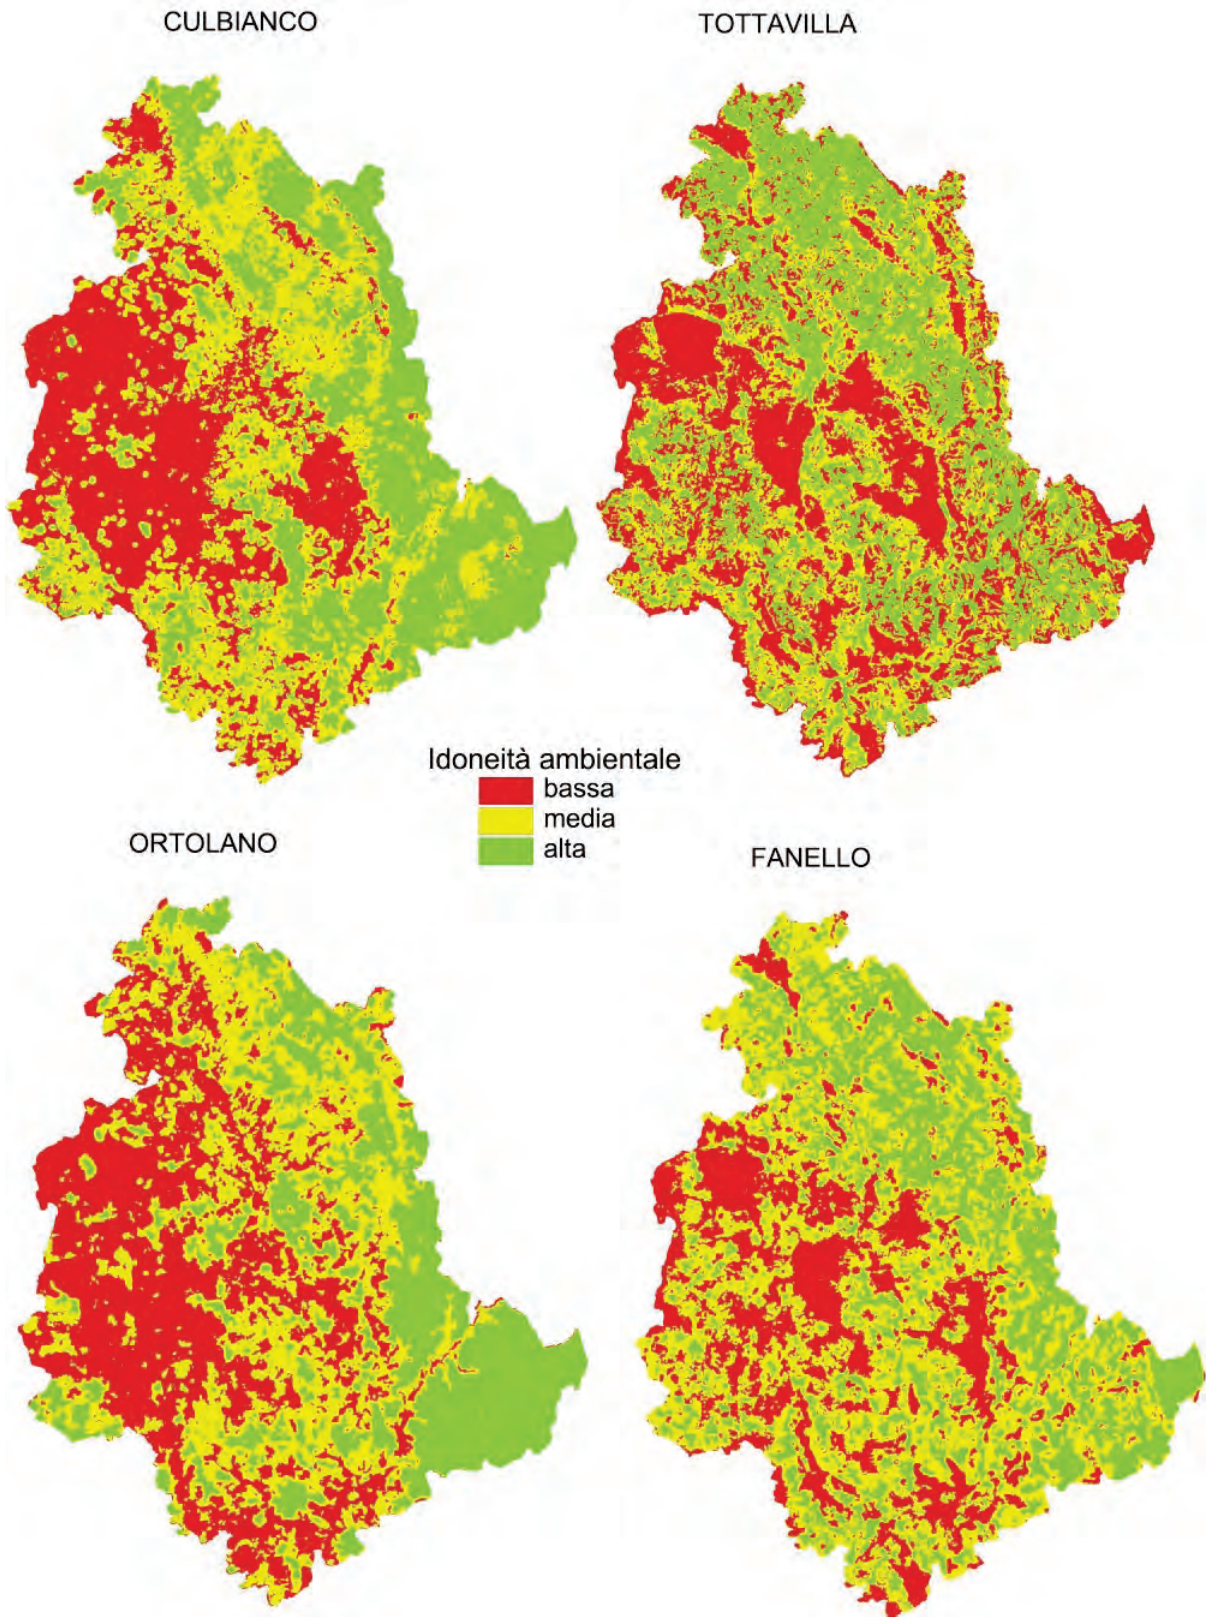 CULBIANCO
TOTTAVILLA
Idoneità ambientale
bassa
media
alta
ORTOLANO
FANELLO